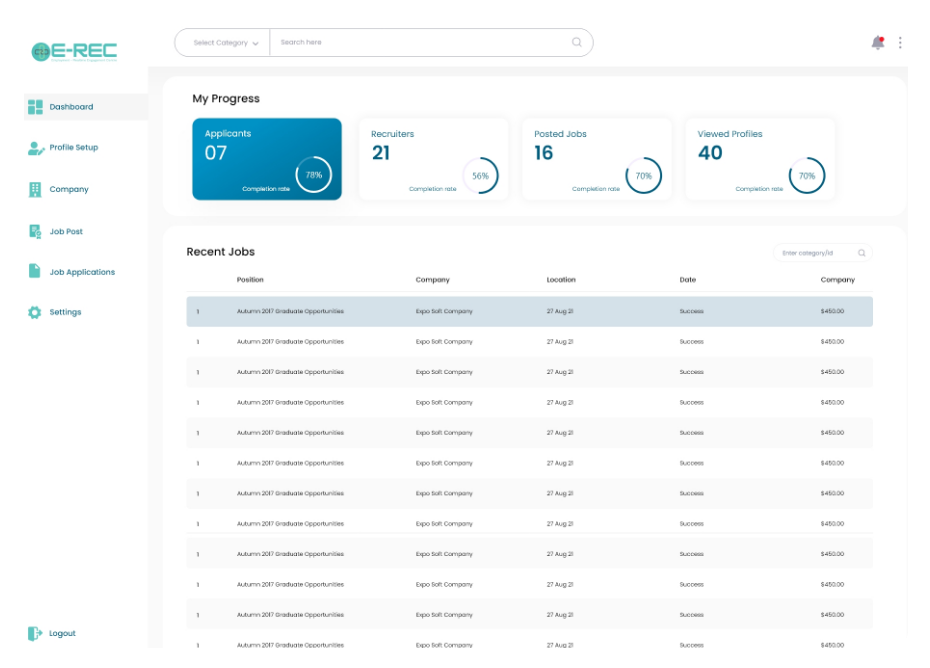 E-REC
Select Category
Search here
Dashboard
Profile Setup
Company
Job Post
Job Applications
Settings
Logout
My Progress
Applicants
07
78%
Completion rate
Recruiters
21
56%
Completion rate
Posted Jobs
16
70%
Completion rate
Viewed Profiles
40
70%
Completion rate
Recent Jobs
Enter category/id
Position Company Location Date Company
1 Autumn 2017 Graduate Opportunities Expo Soft Company 27 Aug 21 Success $450.00
1 Autumn 2017 Graduate Opportunities Expo Soft Company 27 Aug 21 Success $450.00
1 Autumn 2017 Graduate Opportunities Expo Soft Company 27 Aug 21 Success $450.00
1 Autumn 2017 Graduate Opportunities Expo Soft Company 27 Aug 21 Success $450.00
1 Autumn 2017 Graduate Opportunities Expo Soft Company 27 Aug 21 Success $450.00
1 Autumn 2017 Graduate Opportunities Expo Soft Company 27 Aug 21 Success $450.00
1 Autumn 2017 Graduate Opportunities Expo Soft Company 27 Aug 21 Success $450.00
1 Autumn 2017 Graduate Opportunities Expo Soft Company 27 Aug 21 Success $450.00
1 Autumn 2017 Graduate Opportunities Expo Soft Company 27 Aug 21 Success $450.00
1 Autumn 2017 Graduate Opportunities Expo Soft Company 27 Aug 21 Success $450.00
1 Autumn 2017 Graduate Opportunities Expo Soft Company 27 Aug 21 Success $450.00
1 Autumn 2017 Graduate Opportunities Expo Soft Company 27 Aug 21 Success $450.00